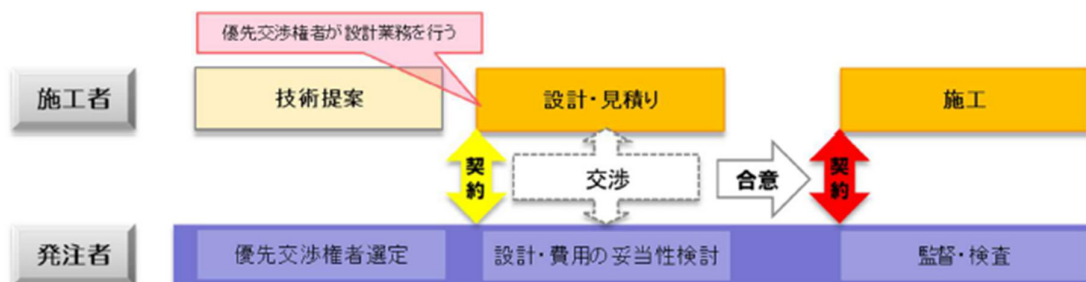 優先交渉権者が設計業務を行う
施工者
技術提案
設計・見積り
施工
契約
交渉
合意
契約
発注者
優先交渉権者選定
設計・費用の妥当性検討
監督・検査